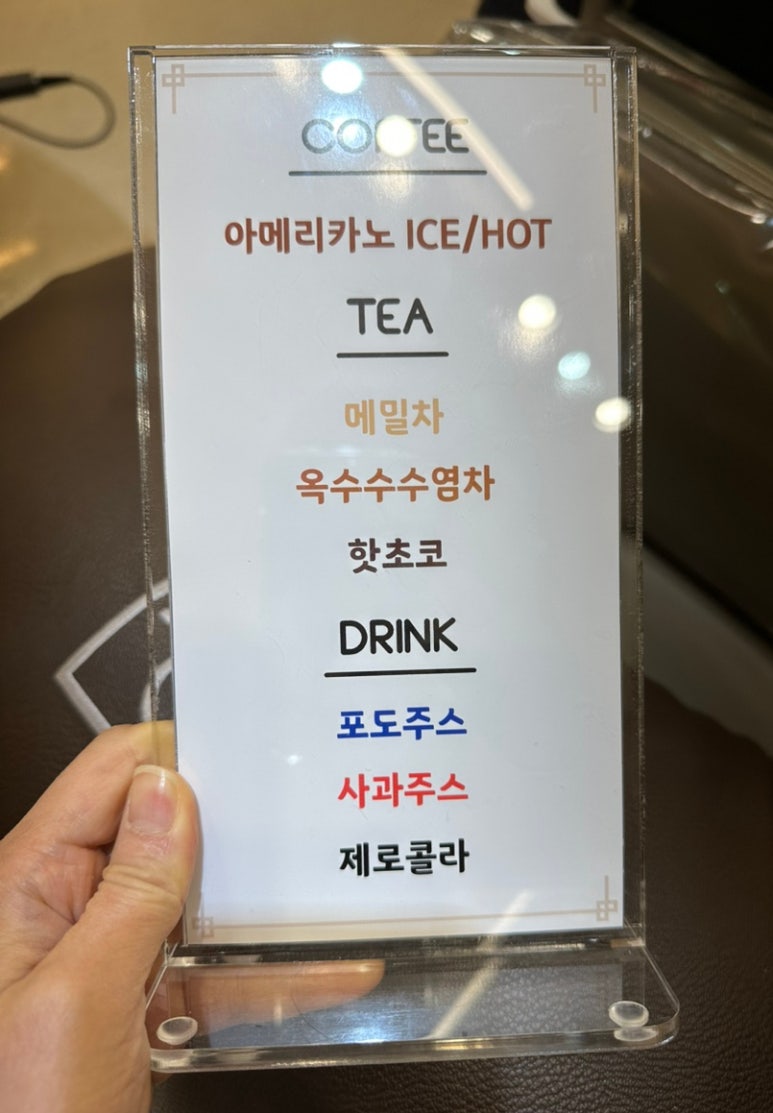 COFFEE
아메리카노 ICE/HOT
TEA
메밀차
옥수수수염차
핫초코
DRINK
포도주스
사과주스
제로콜라